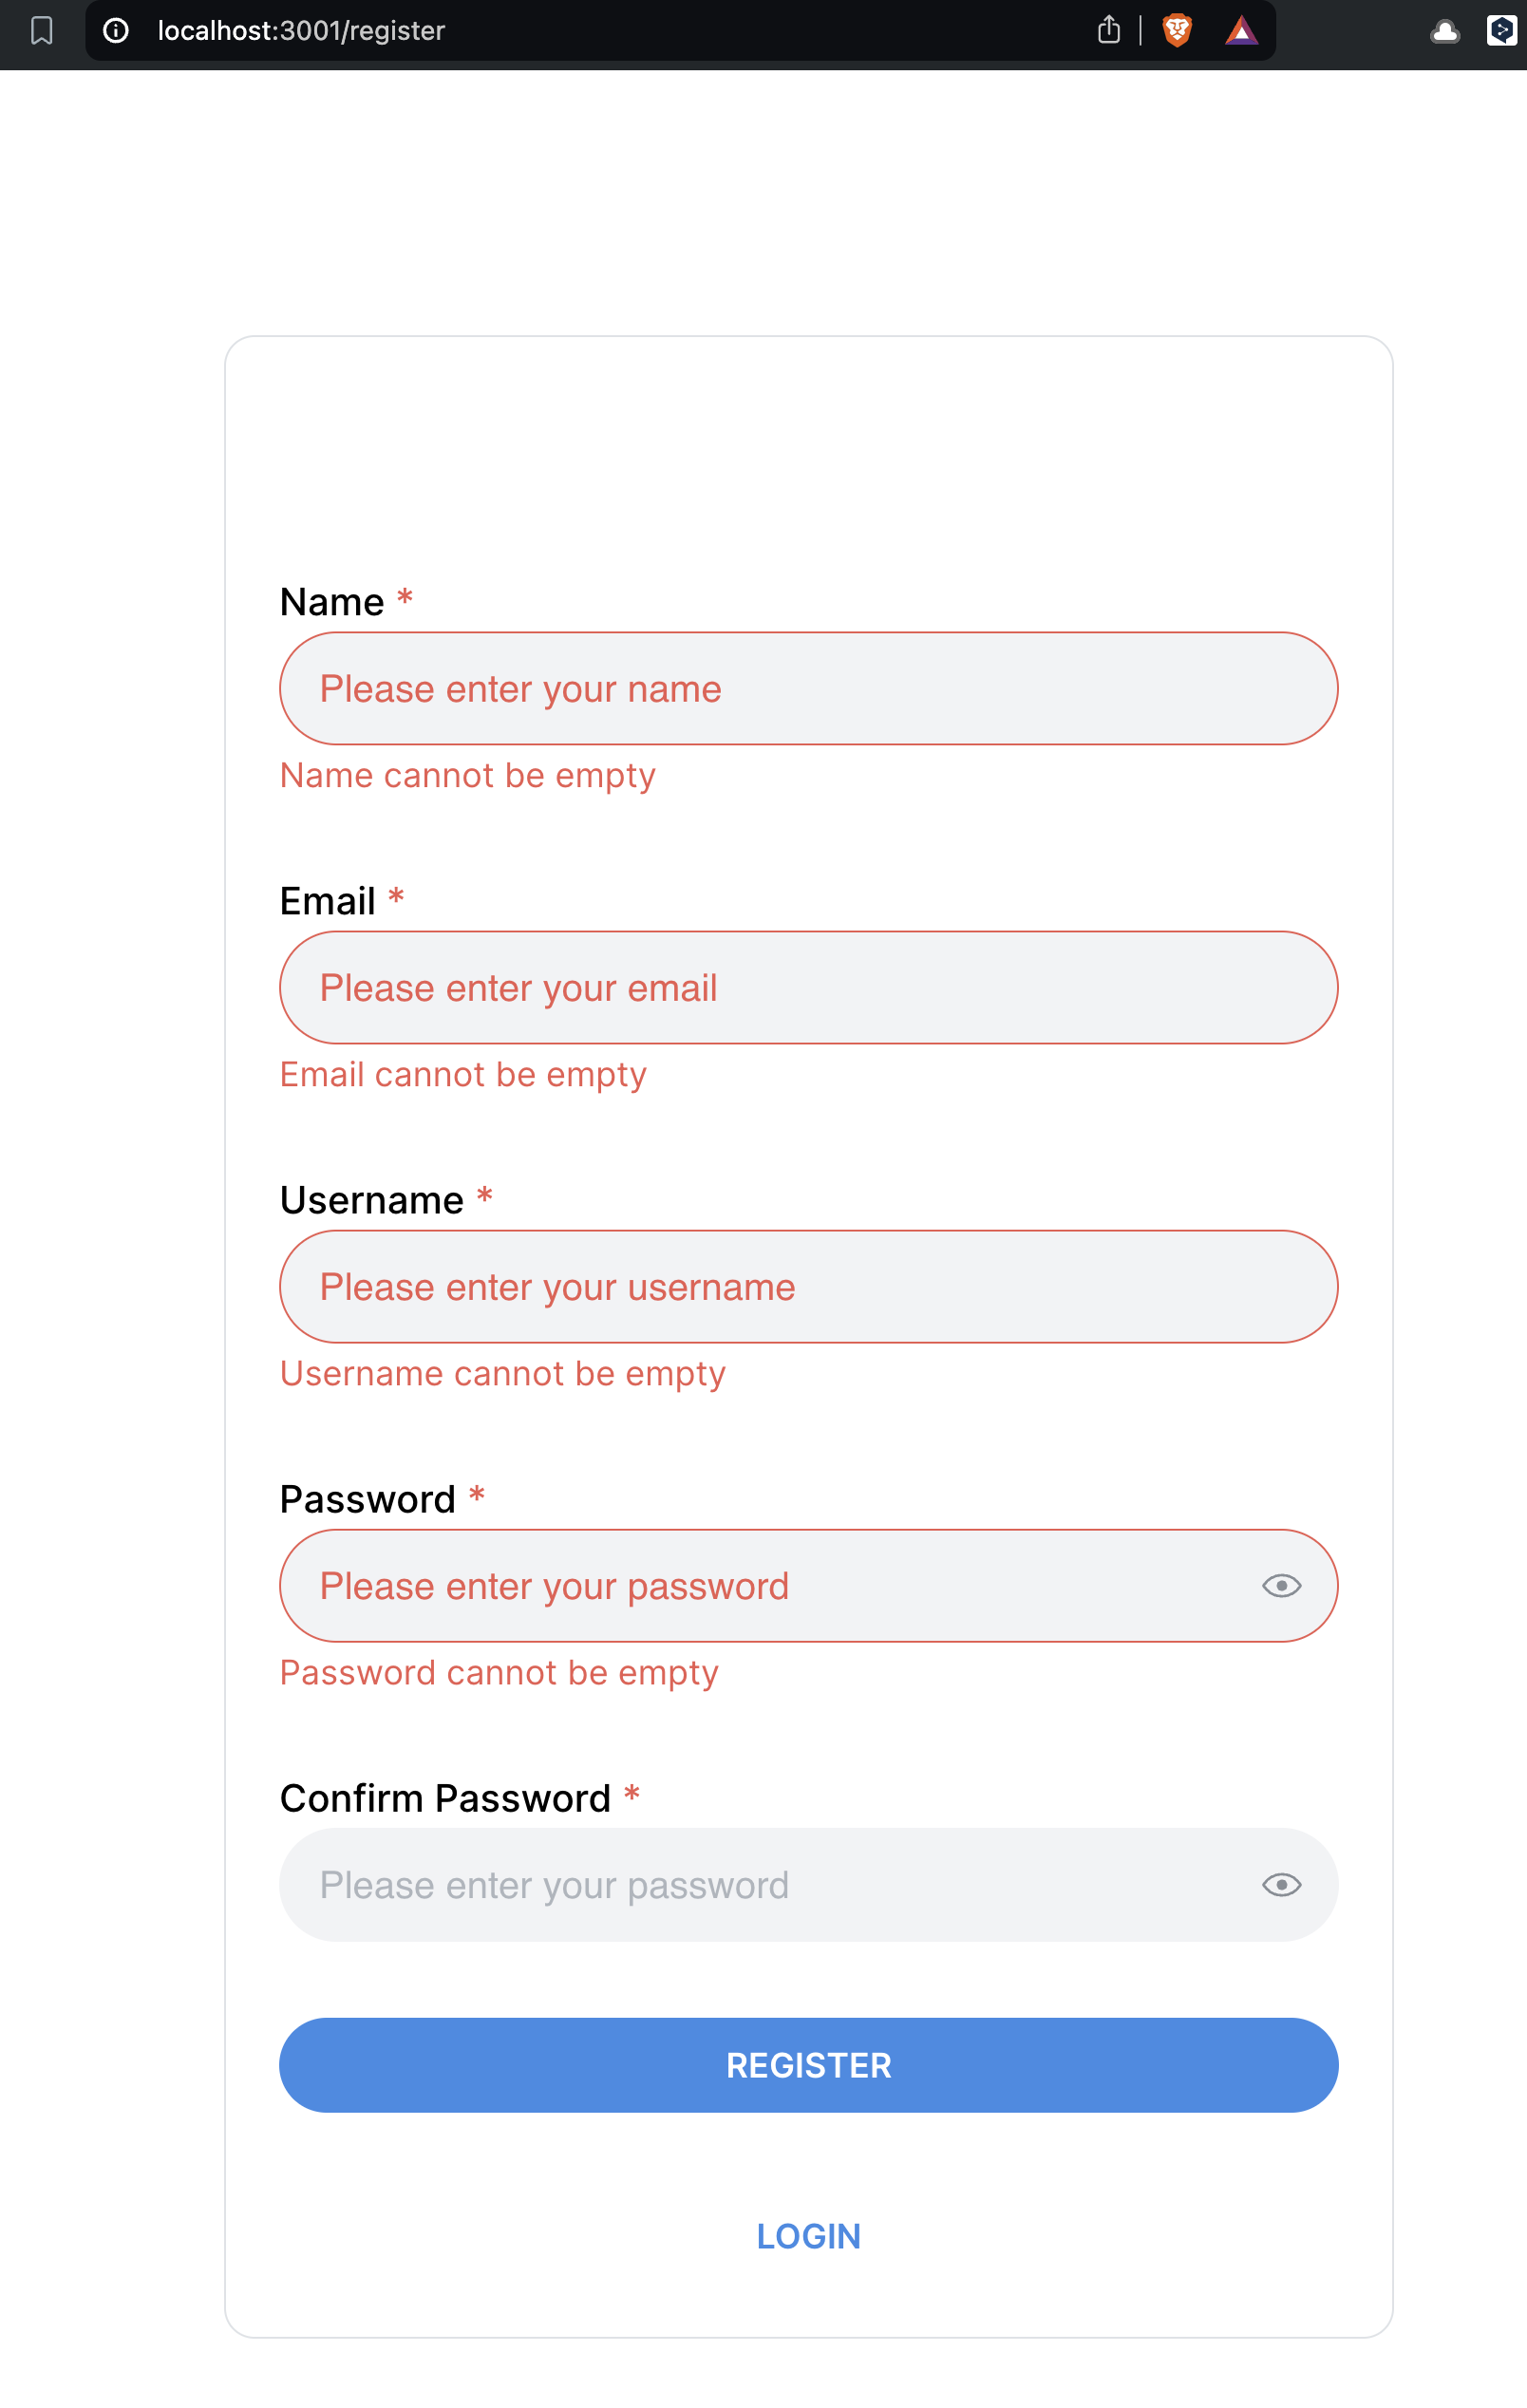 localhost:3001/register
Name *
Please enter your name
Name cannot be empty
Email *
Please enter your email
Email cannot be empty
Username *
Please enter your username
Username cannot be empty
Password *
Please enter your password
Password cannot be empty
Confirm Password *
Please enter your password
REGISTER
LOGIN